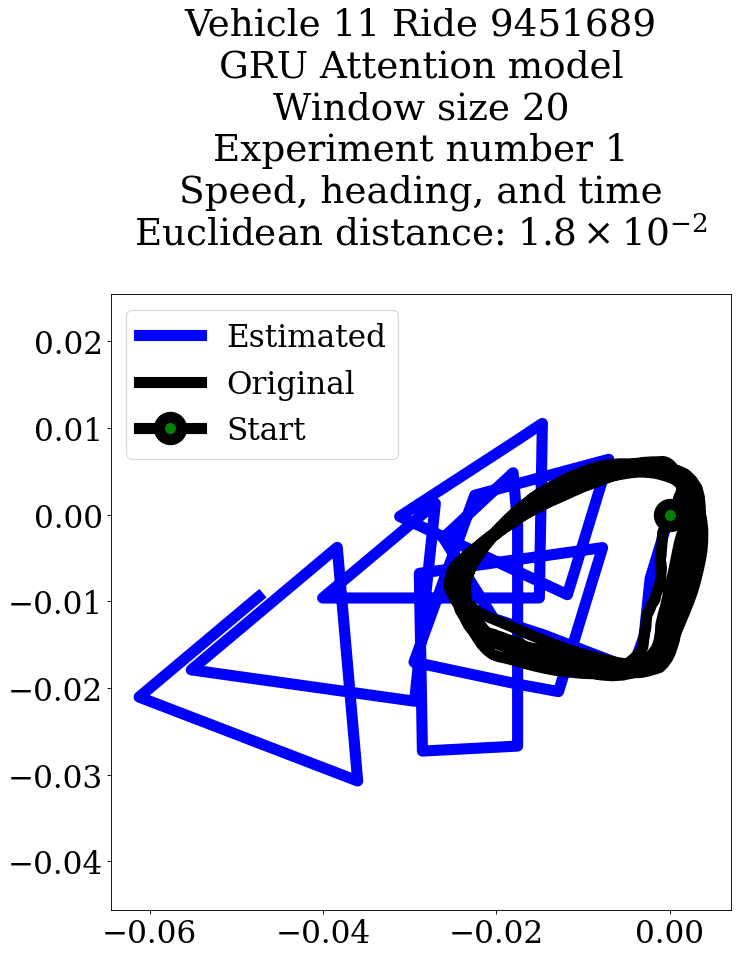 Vehicle 11 Ride 9451689
GRU Attention model
Window size 20
Experiment number 1
Speed, heading, and time
Euclidean distance: 1.8 × 10⁻²
Estimated
Original
Start
0.02
0.01
0.00
−0.01
−0.02
−0.03
−0.04
−0.06
−0.04
−0.02
0.00